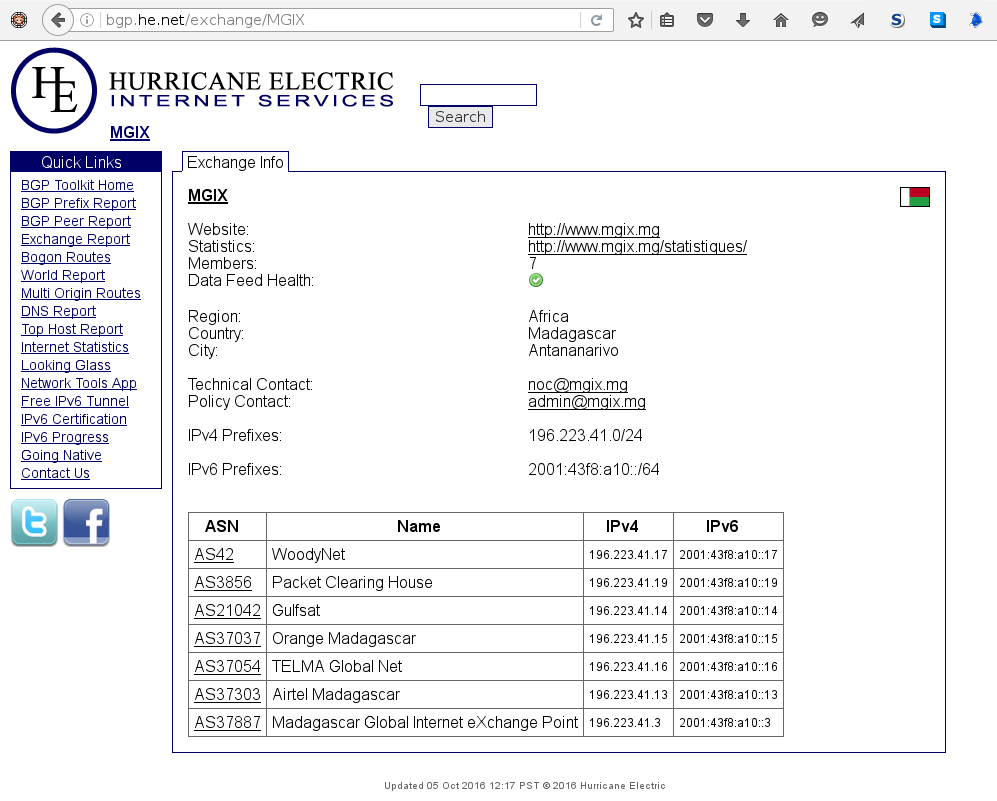 bgp.he.net/exchange/MGIX
HE HURRICANE ELECTRIC
INTERNET SERVICES
Search
MGIX
Quick Links
BGP Toolkit Home
BGP Prefix Report
BGP Peer Report
Exchange Report
Bogon Routes
World Report
Multi Origin Routes
DNS Report
Top Host Report
Internet Statistics
Looking Glass
Network Tools App
Free IPv6 Tunnel
IPv6 Certification
IPv6 Progress
Going Native
Contact Us
Exchange Info
MGIX
Website: http://www.mgix.mg
Statistics: http://www.mgix.mg/statistiques/
Members: 7
Data Feed Health:
Region: Africa
Country: Madagascar
City: Antananarivo
Technical Contact: noc@mgix.mg
Policy Contact: admin@mgix.mg
IPv4 Prefixes: 196.223.41.0/24
IPv6 Prefixes: 2001:43f8:a10::/64
ASN Name IPv4 IPv6
AS42 WoodyNet 196.223.41.17 2001:43f8:a10::17
AS3856 Packet Clearing House 196.223.41.19 2001:43f8:a10::19
AS21042 Gulfsat 196.223.41.14 2001:43f8:a10::14
AS37037 Orange Madagascar 196.223.41.15 2001:43f8:a10::15
AS37054 TELMA Global Net 196.223.41.16 2001:43f8:a10::16
AS37303 Airtel Madagascar 196.223.41.13 2001:43f8:a10::13
AS37887 Madagascar Global Internet eXchange Point 196.223.41.3 2001:43f8:a10::3
Updated 05 Oct 2016 12:17 PST © 2016 Hurricane Electric